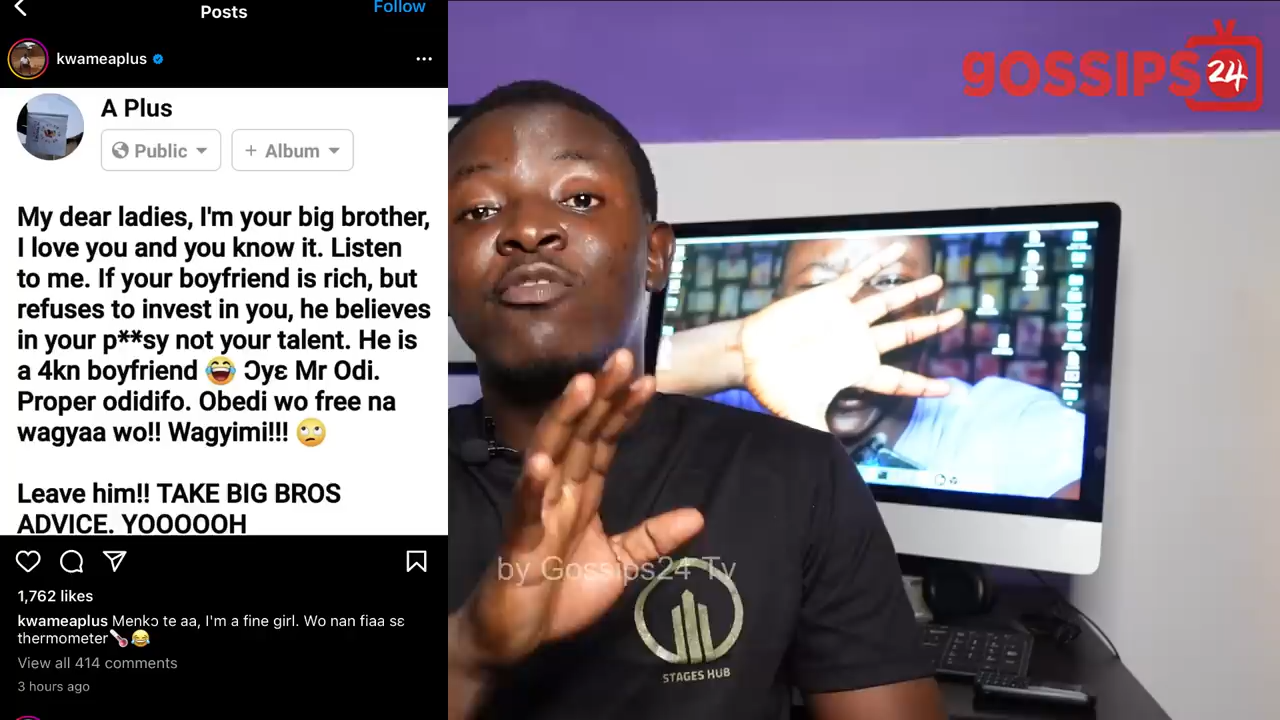 Posts
Follow
kwameaplus
A Plus
Public
+ Album
My dear ladies, I'm your big brother,
I love you and you know it. Listen
to me. If your boyfriend is rich, but
refuses to invest in you, he believes
in your p**sy not your talent. He is
a 4kn boyfriend 😂 Ɔyɛ Mr Odi.
Proper odidifo. Obedi wo free na
wagyaa wo!! Wagyimi!!! 🙄
Leave him!! TAKE BIG BROS
ADVICE. YOOOOOH
1,762 likes
kwameaplus Menkɔ te aa, I'm a fine girl. Wo nan fiaa sɛ
thermometer🌡️😂
View all 414 comments
3 hours ago
gOSSIPS 24
by Gossips24 Tv
STAGES HUB